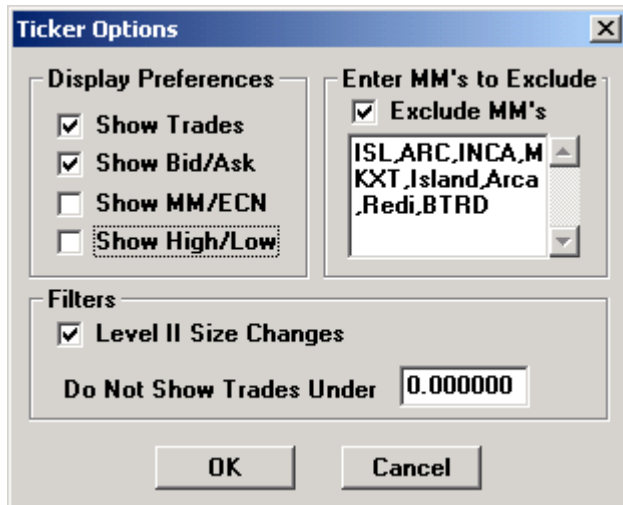 Ticker Options
Display Preferences
Show Trades
Show Bid/Ask
Show MM/ECN
Show High/Low
Enter MM's to Exclude
Exclude MM's
ISL,ARC,INCA,M
KXT,Island,Arca
,Redi,BTRD
Filters
Level II Size Changes
Do Not Show Trades Under 0.000000
OK Cancel